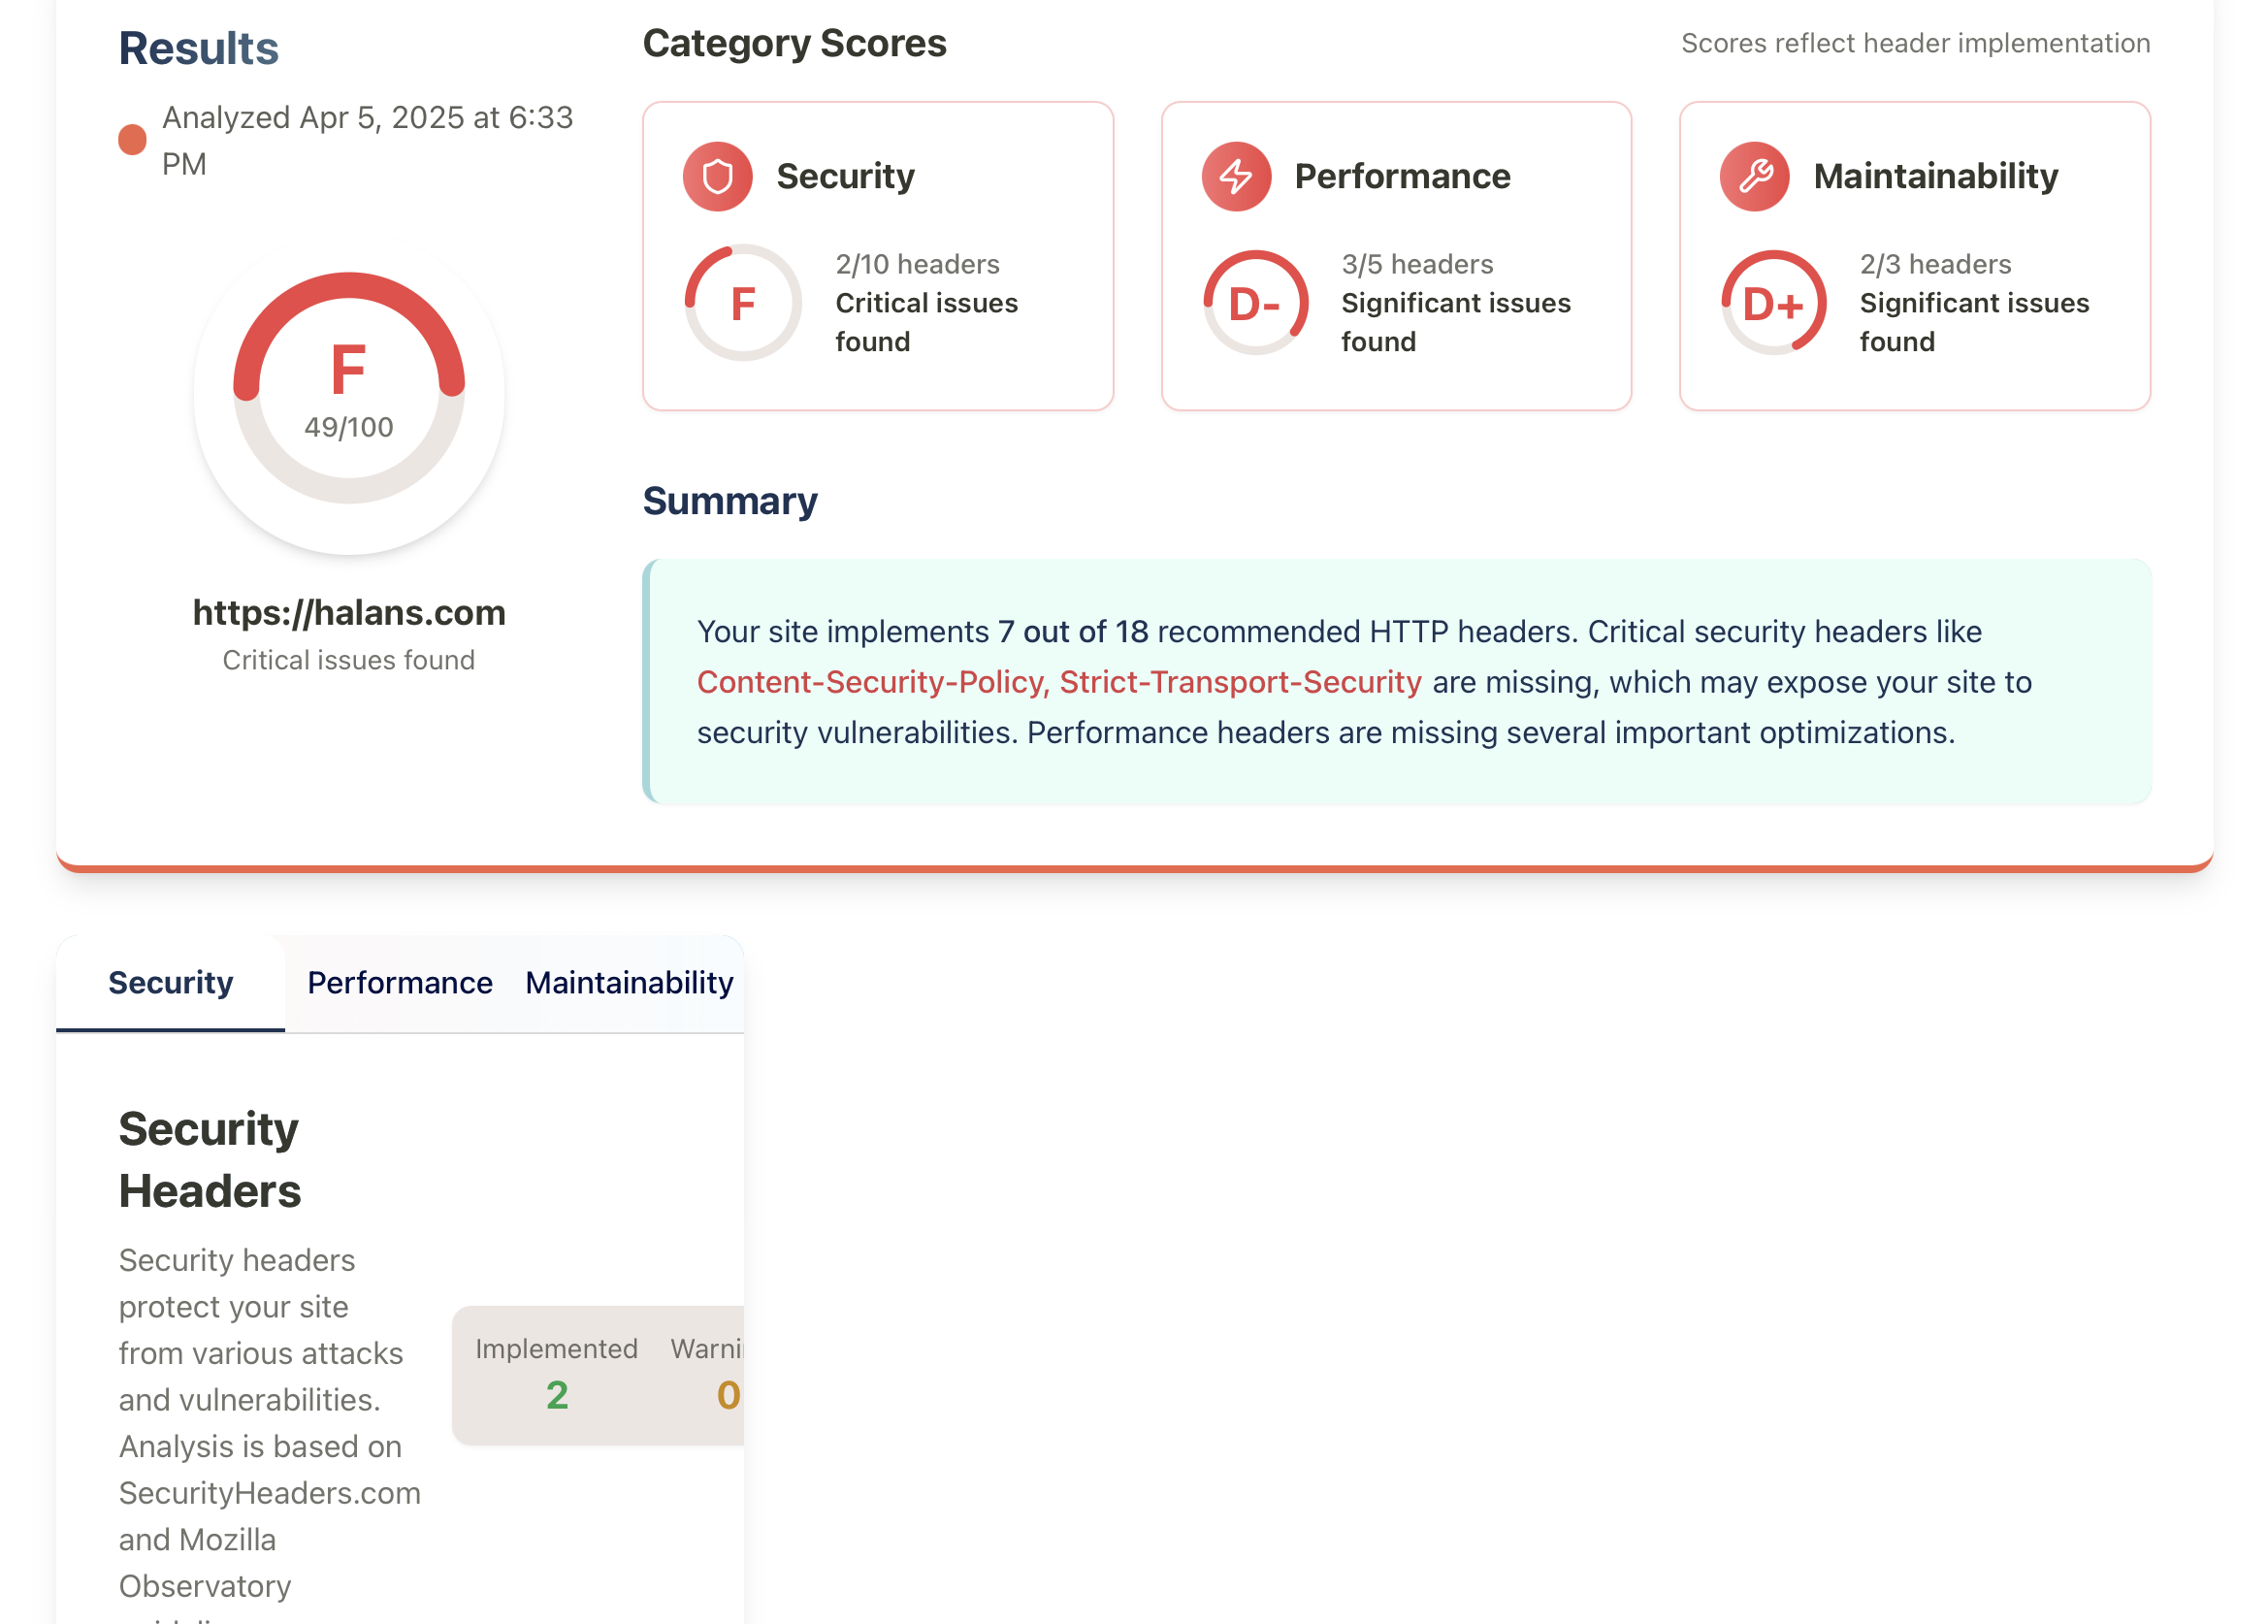 Results
Analyzed Apr 5, 2025 at 6:33
PM
F
49/100
https://halans.com
Critical issues found
Category Scores
Scores reflect header implementation
Security
F
2/10 headers
Critical issues
found
Performance
D-
3/5 headers
Significant issues
found
Maintainability
D+
2/3 headers
Significant issues
found
Summary
Your site implements 7 out of 18 recommended HTTP headers. Critical security headers like
Content-Security-Policy, Strict-Transport-Security are missing, which may expose your site to
security vulnerabilities. Performance headers are missing several important optimizations.
Security
Performance
Maintainability
Security
Headers
Security headers
protect your site
from various attacks
and vulnerabilities.
Analysis is based on
SecurityHeaders.com
and Mozilla
Observatory
Implemented
2
0